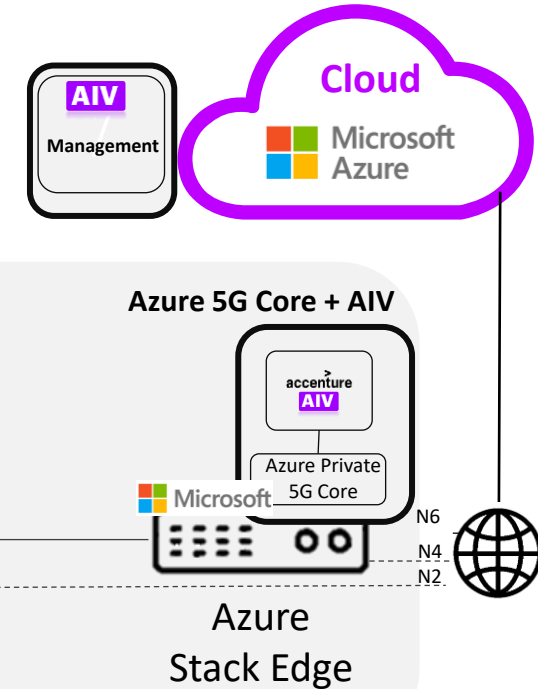 AIV
Management
Cloud
Microsoft
Azure
Azure 5G Core + AIV
accenture
AIV
Azure Private
5G Core
Microsoft
N6
N4
N2
Azure
Stack Edge